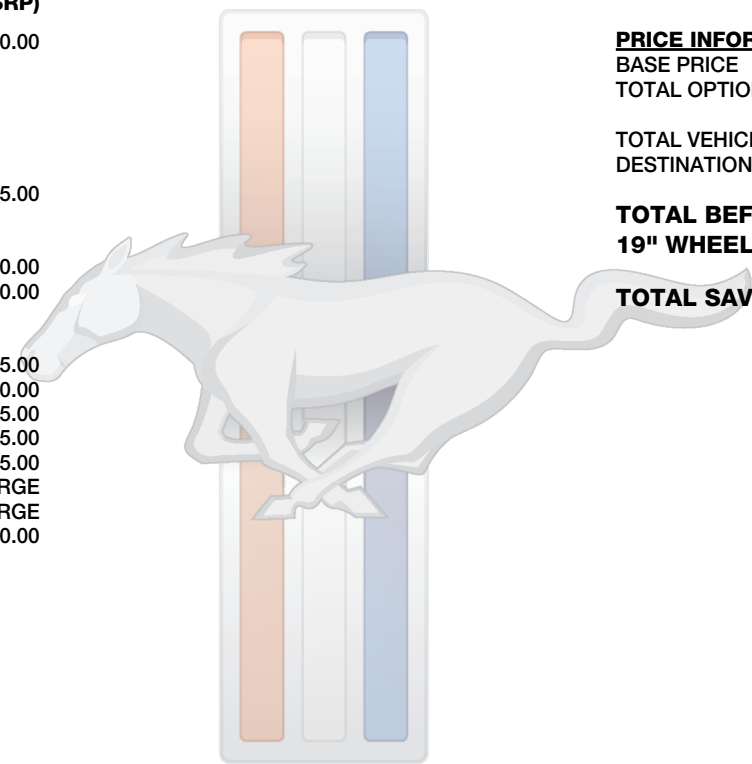 SRP)
0.00
5.00
0.00
0.00
5.00
0.00
5.00
5.00
5.00
RGE
RGE
0.00
PRICE INFOR
BASE PRICE
TOTAL OPTIO
TOTAL VEHICL
DESTINATION
TOTAL BEF
19" WHEEL
TOTAL SAV